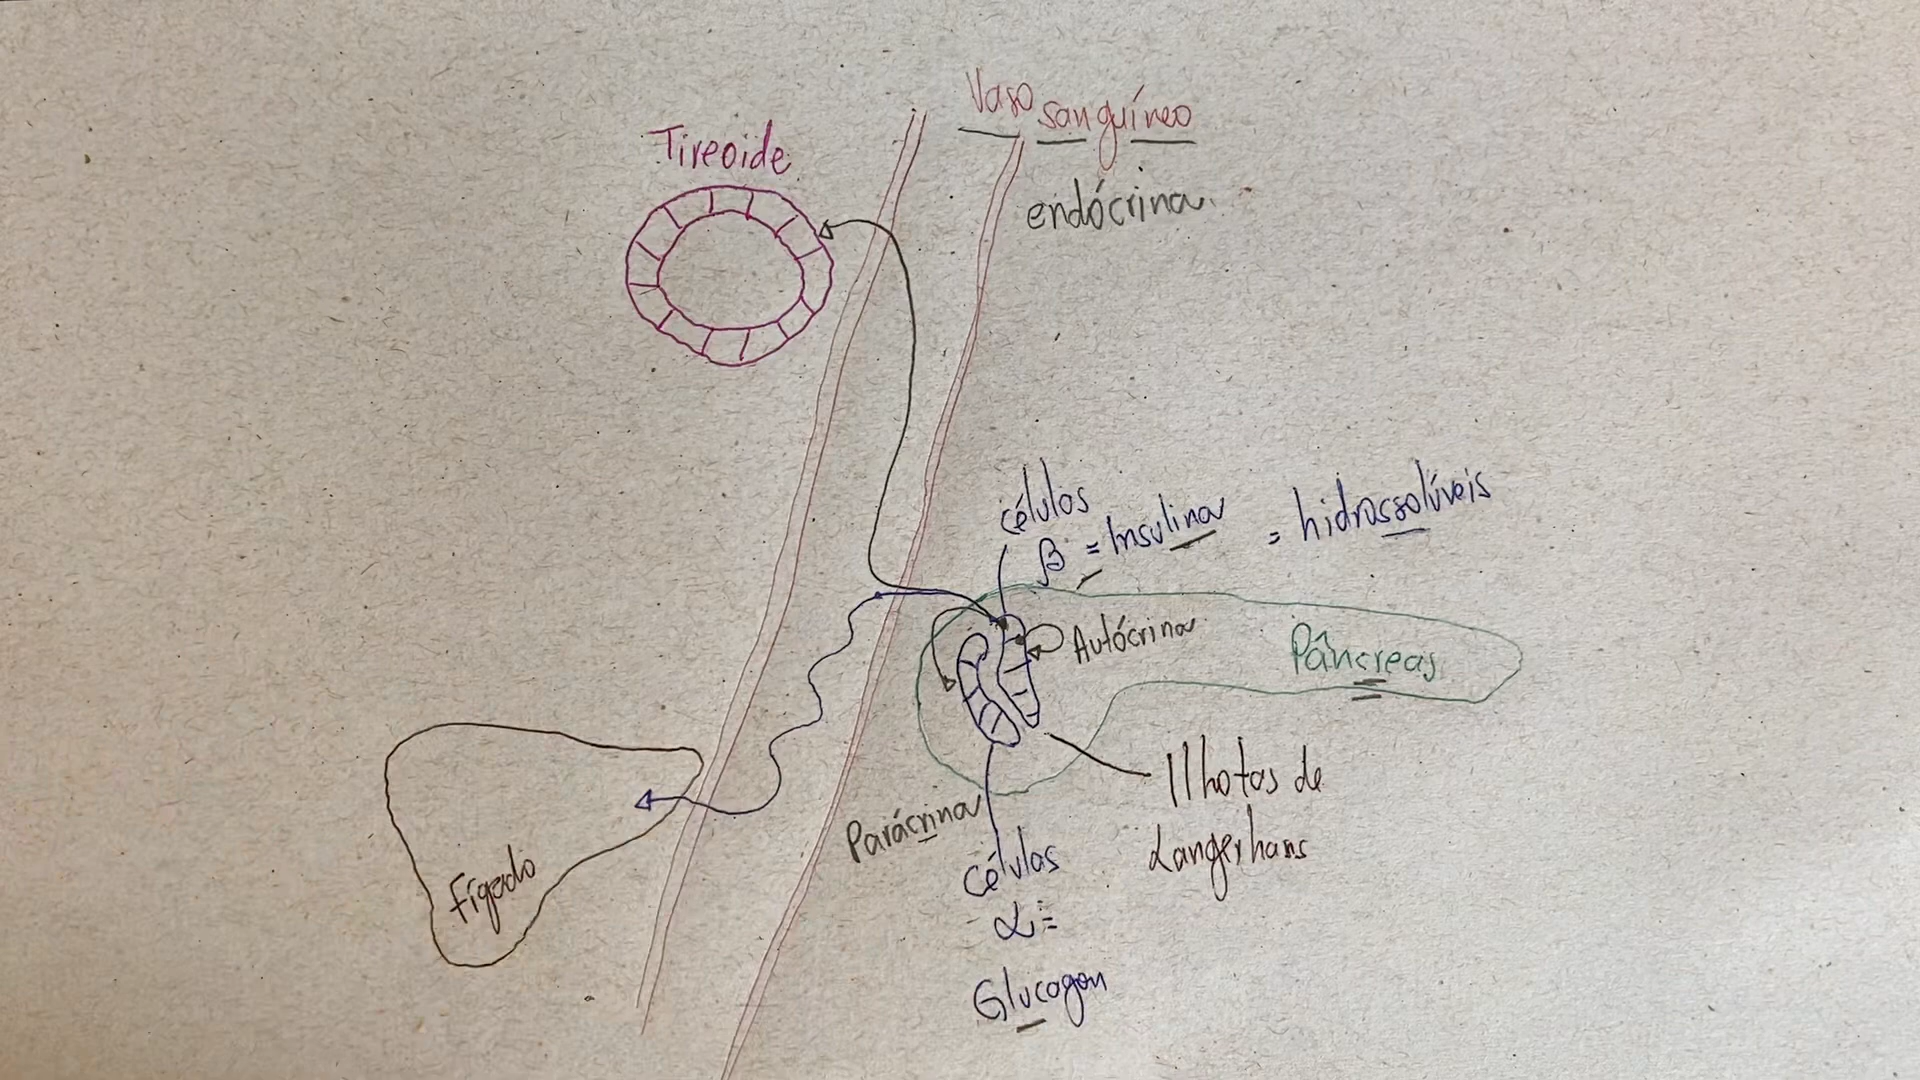 Vaso sanguíneo
Tireoide
endócrina
células
β = Insulina = hidrossolúveis
Autócrina
Pâncreas
Ilhotas de
Langerhans
Parácrina
células
α =
Glucagon
Fígado